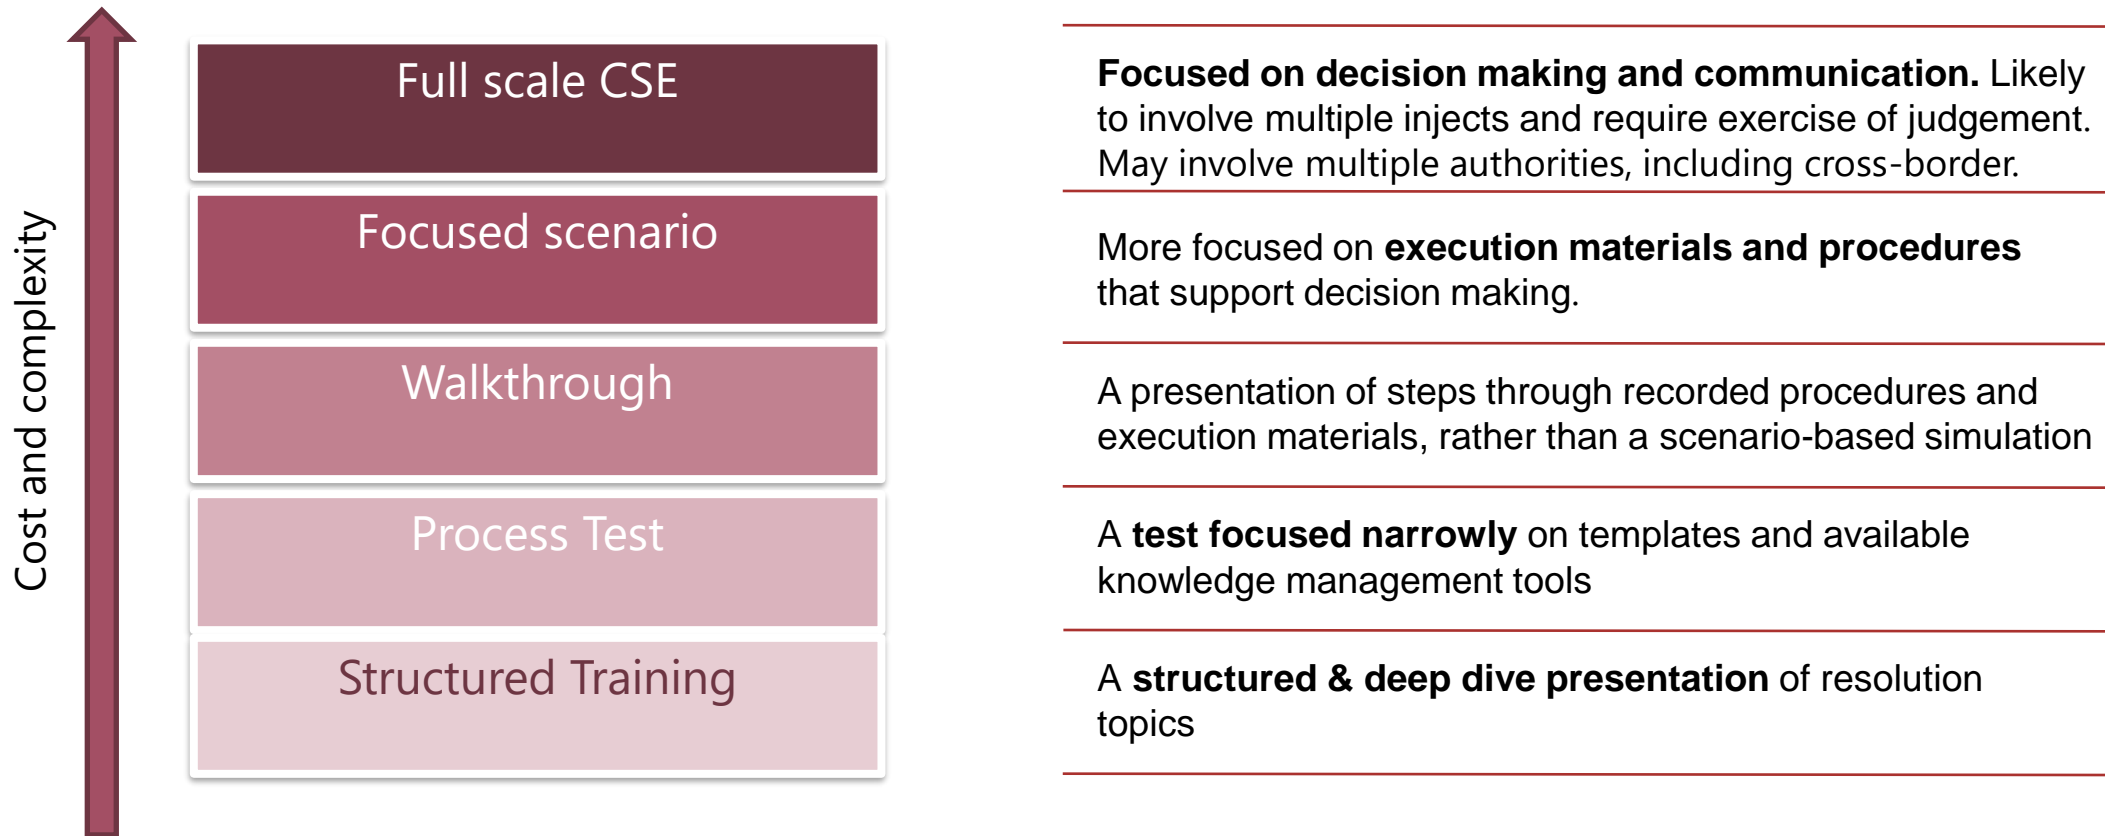 Cost and complexity
Full scale CSE
Focused on decision making and communication. Likely
to involve multiple injects and require exercise of judgement.
May involve multiple authorities, including cross-border.
Focused scenario
More focused on execution materials and procedures
that support decision making.
Walkthrough
A presentation of steps through recorded procedures and
execution materials, rather than a scenario-based simulation
Process Test
A test focused narrowly on templates and available
knowledge management tools
Structured Training
A structured & deep dive presentation of resolution
topics